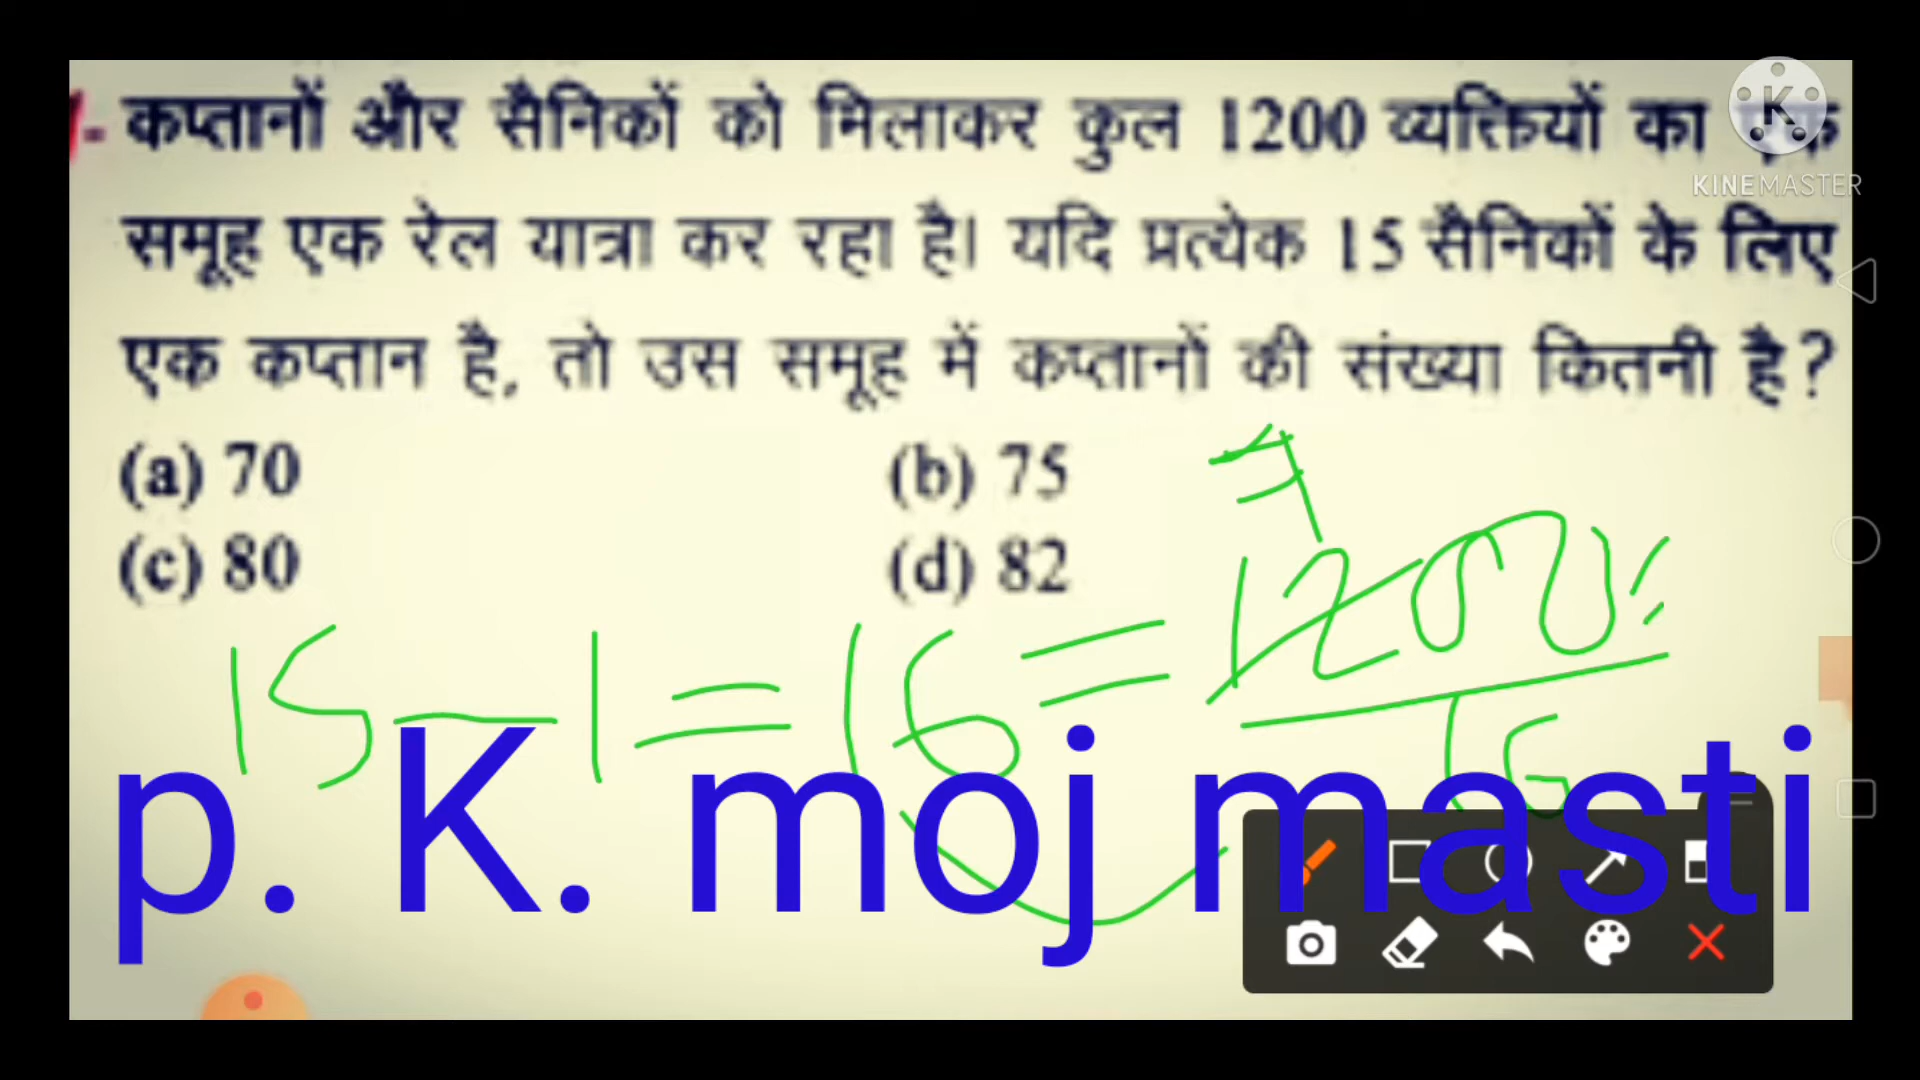 कप्तानों और सैनिकों को मिलाकर कुल 1200 व्यक्तियों का
KINEMASTER
समूह एक रेल यात्रा कर रहा है। यदि प्रत्येक 15 सैनिकों के लिए
एक कप्तान है, तो उस समूह में कप्तानों की संख्या कितनी है?
(a) 70 (b) 75
(c) 80 (d) 82
15 — 1 = 16 = 1200
p. K. moj masti